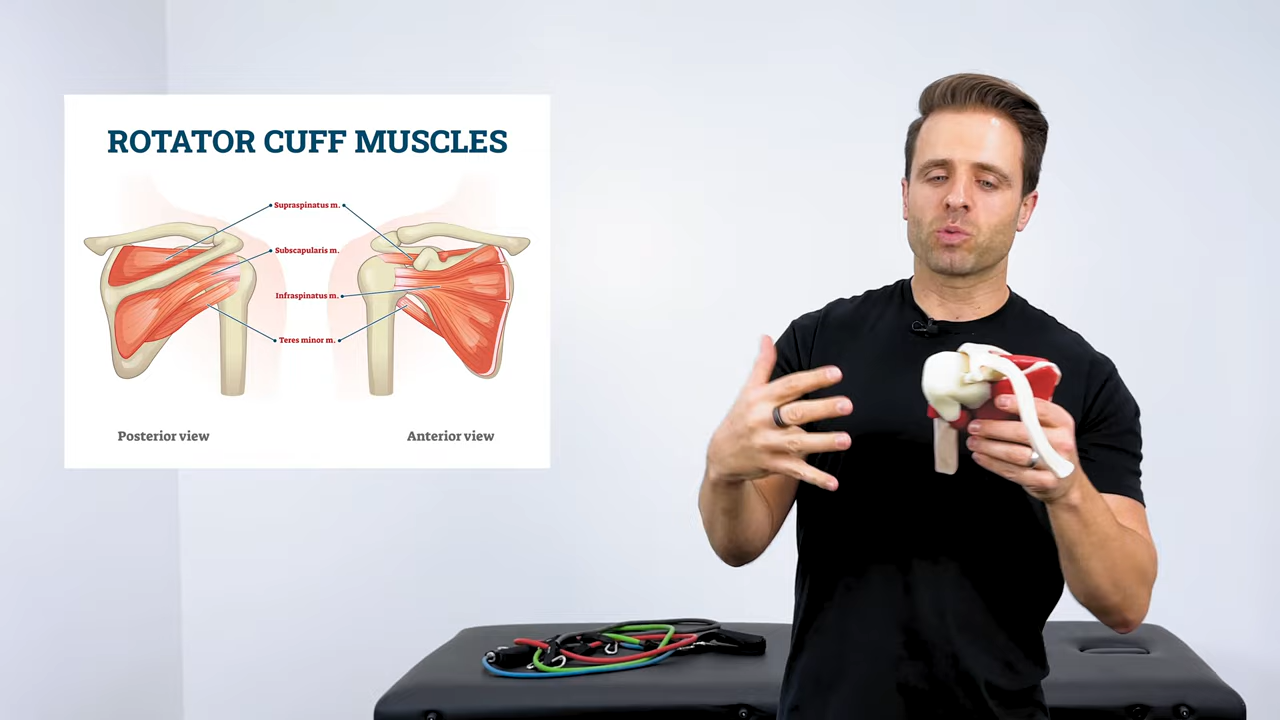 ROTATOR CUFF MUSCLES
Supraspinatus m.
Subscapularis m.
Infraspinatus m.
Teres minor m.
Posterior view
Anterior view